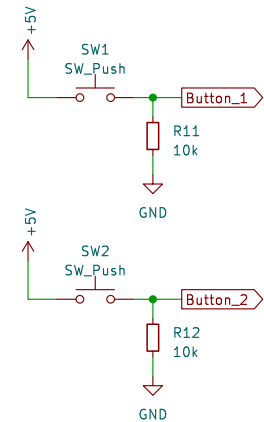 +5V
SW1
SW_Push
Button_1
R11
10k
GND
+5V
SW2
SW_Push
Button_2
R12
10k
GND